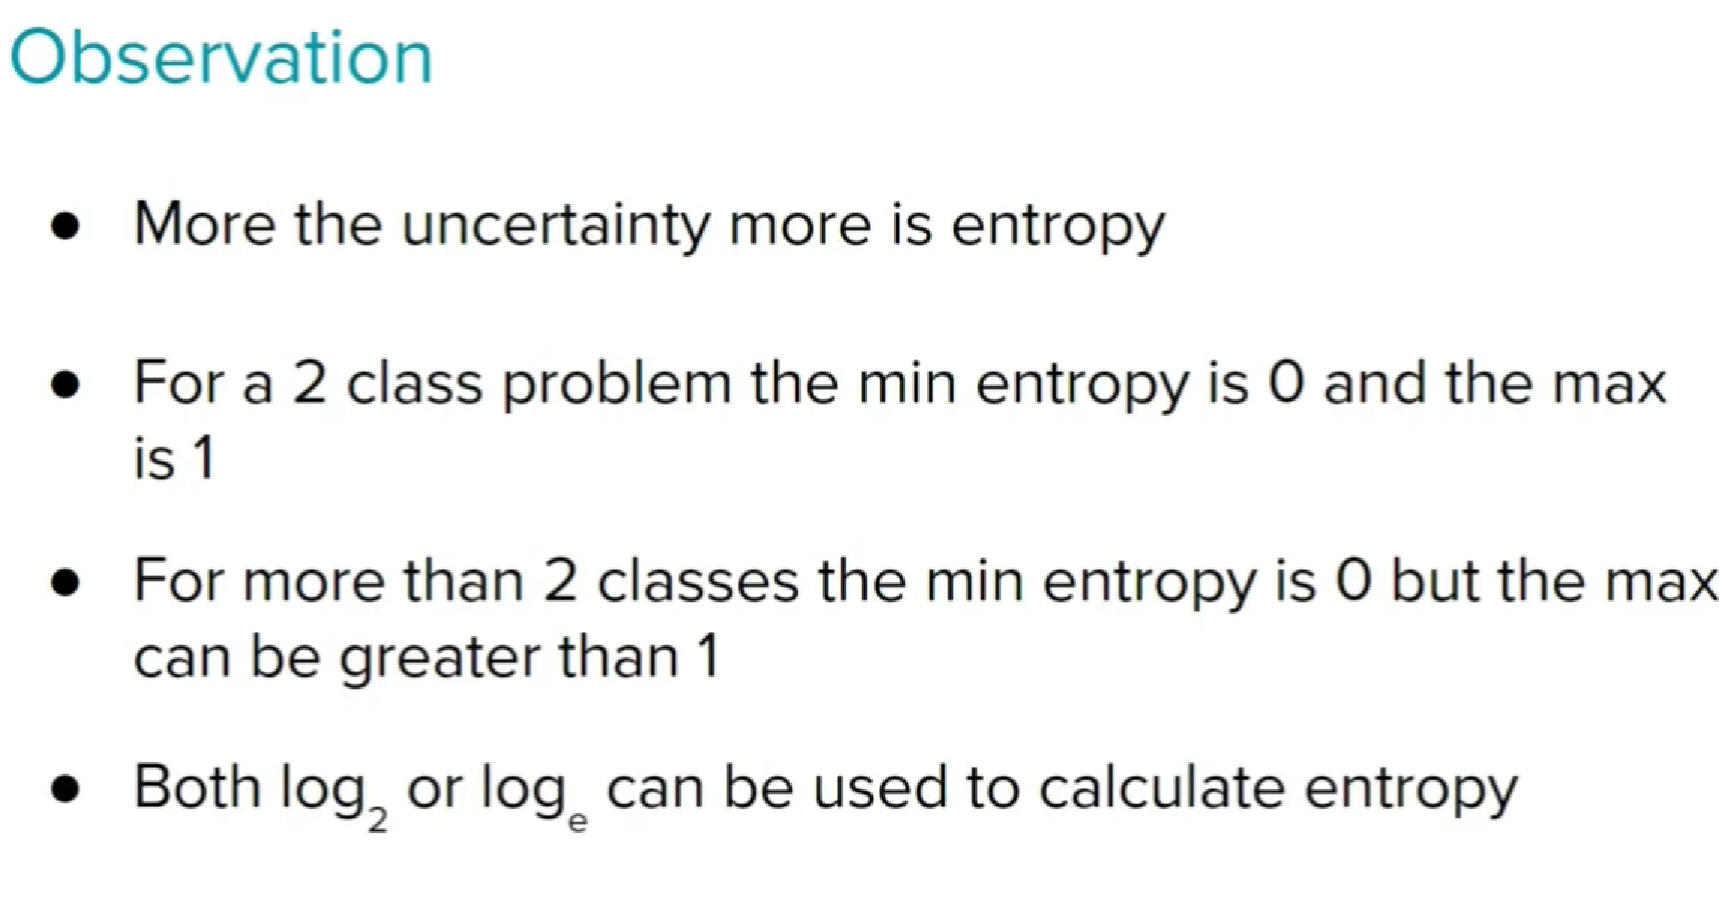 Observation
● More the uncertainty more is entropy
● For a 2 class problem the min entropy is 0 and the max
is 1
● For more than 2 classes the min entropy is 0 but the max
can be greater than 1
● Both log₂ or logₑ can be used to calculate entropy